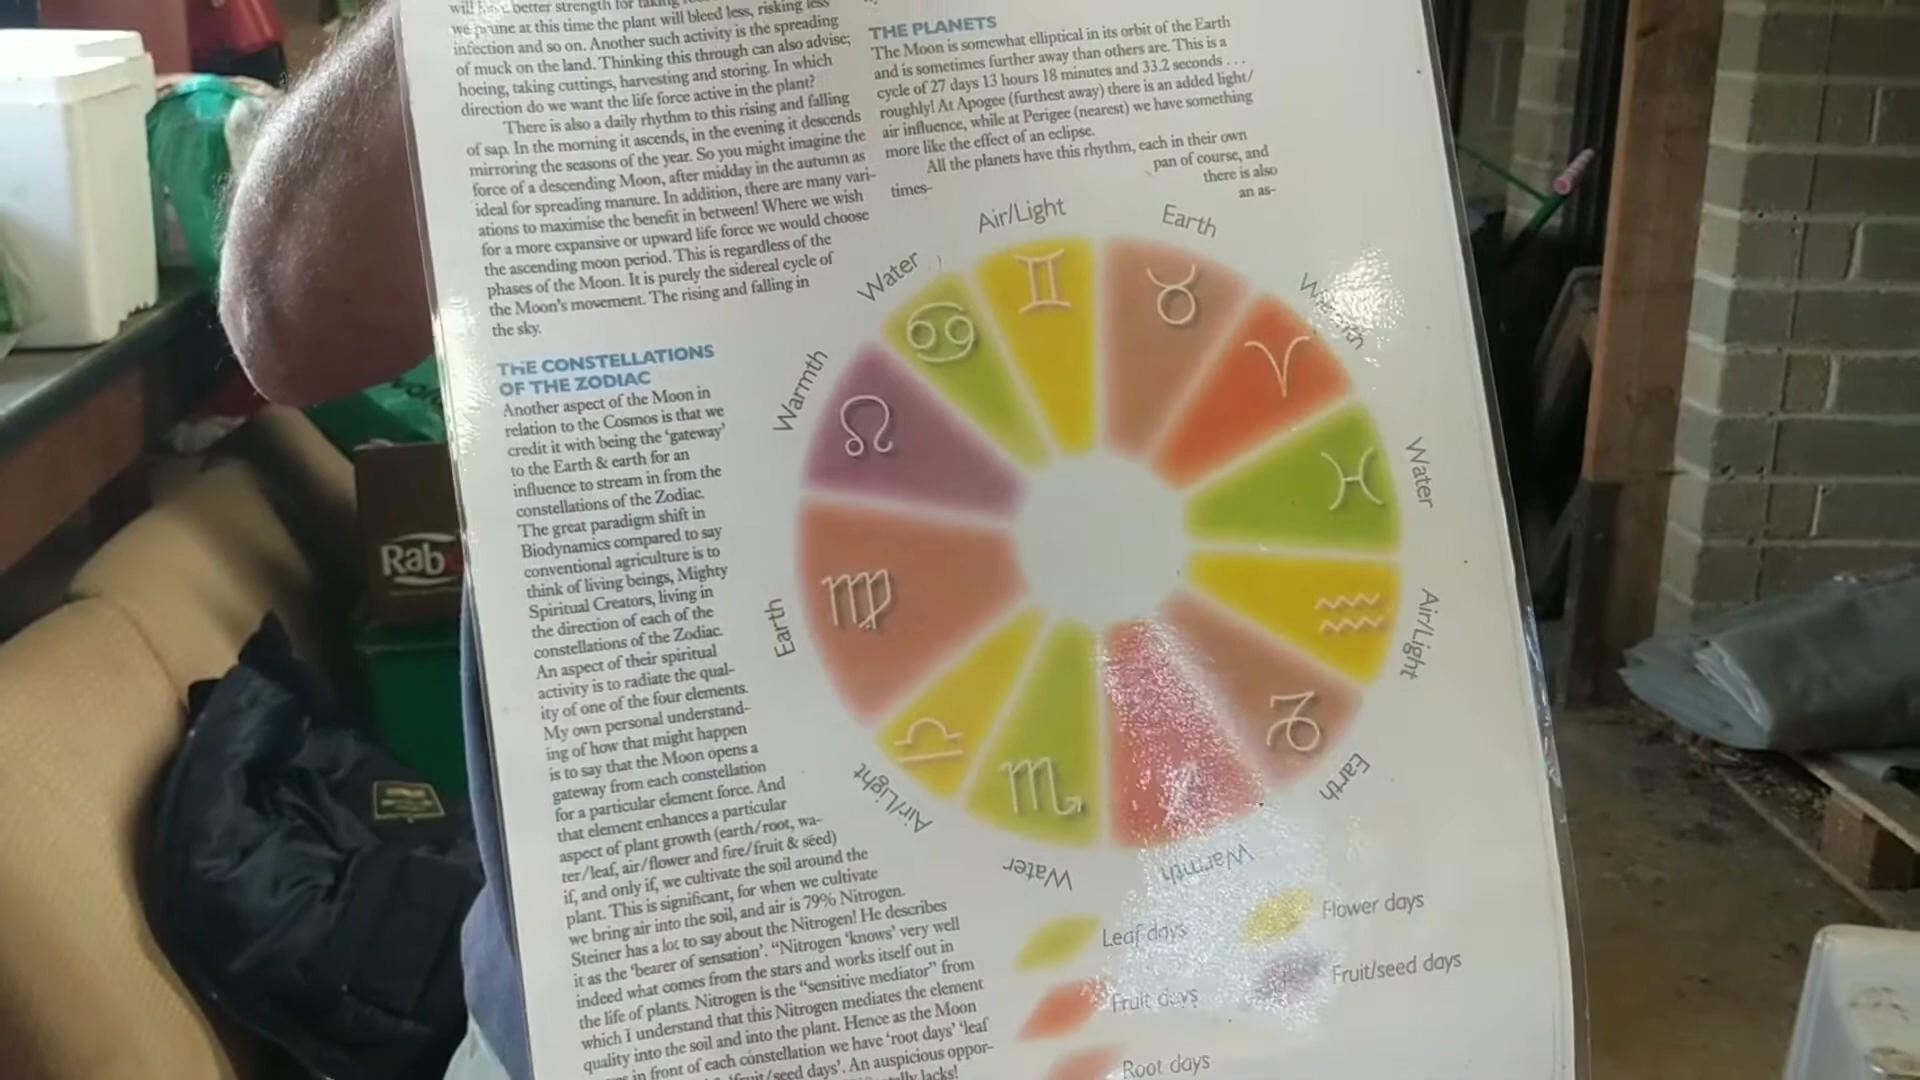 will have better strength for taking
we prune at this time the plant will bleed less, risking less
infection and so on. Another such activity is the spreading
of muck on the land. Thinking this through can also advise;
hoeing, taking cuttings, harvesting and storing. In which
direction do we want the life force active in the plant?
There is also a daily rhythm to this rising and falling
of sap. In the morning it ascends, in the evening it descends
mirroring the seasons of the year. So you might imagine the
force of a descending Moon, after midday in the autumn as
ideal for spreading manure. In addition, there are many vari-
ations to maximise the benefit in between! Where we wish
for a more expansive or upward life force we would choose
the ascending moon period. This is regardless of the
phases of the Moon. It is purely the sidereal cycle of
the Moon's movement. The rising and falling in
the sky.
THE CONSTELLATIONS
OF THE ZODIAC
Another aspect of the Moon in
relation to the Cosmos is that we
credit it with being the 'gateway'
to the Earth & earth for an
influence to stream in from the
constellations of the Zodiac.
The great paradigm shift in
Biodynamics compared to say
conventional agriculture is to
think of living beings, Mighty
Spiritual Creators, living in
the direction of each of the
constellations of the Zodiac.
An aspect of their spiritual
activity is to radiate the qual-
ity of one of the four elements.
My own personal understand-
ing of how that might happen
is to say that the Moon opens a
gateway from each constellation
for a particular element force. And
that element enhances a particular
aspect of plant growth (earth/root, wa-
ter/leaf, air/flower and fire/fruit & seed)
if, and only if, we cultivate the soil around the
plant. This is significant, for when we cultivate
we bring air into the soil, and air is 79% Nitrogen.
Steiner has a lot to say about the Nitrogen! He describes
it as the 'bearer of sensation'. "Nitrogen 'knows' very well
indeed what comes from the stars and works itself out in
the life of plants. Nitrogen is the "sensitive mediator" from
which I understand that this Nitrogen mediates the element
quality into the soil and into the plant. Hence as the Moon
in front of each constellation we have 'root days' 'leaf
'fruit/seed days'. An auspicious oppor-
lacks!
THE PLANETS
The Moon is somewhat elliptical in its orbit of the Earth
and is sometimes further away than others are. This is a
cycle of 27 days 13 hours 18 minutes and 33.2 seconds . . .
roughly! At Apogee (furthest away) there is an added light/
air influence, while at Perigee (nearest) we have something
more like the effect of an eclipse.
All the planets have this rhythm, each in their own
times-
pan of course, and
there is also
an as-
Air/Light
Earth
Water
Air/Light
Earth
Warmth
Water
Air/Light
Earth
Warmth
Water
Leaf days
Flower days
Fruit days
Fruit/seed days
Root days
Rab